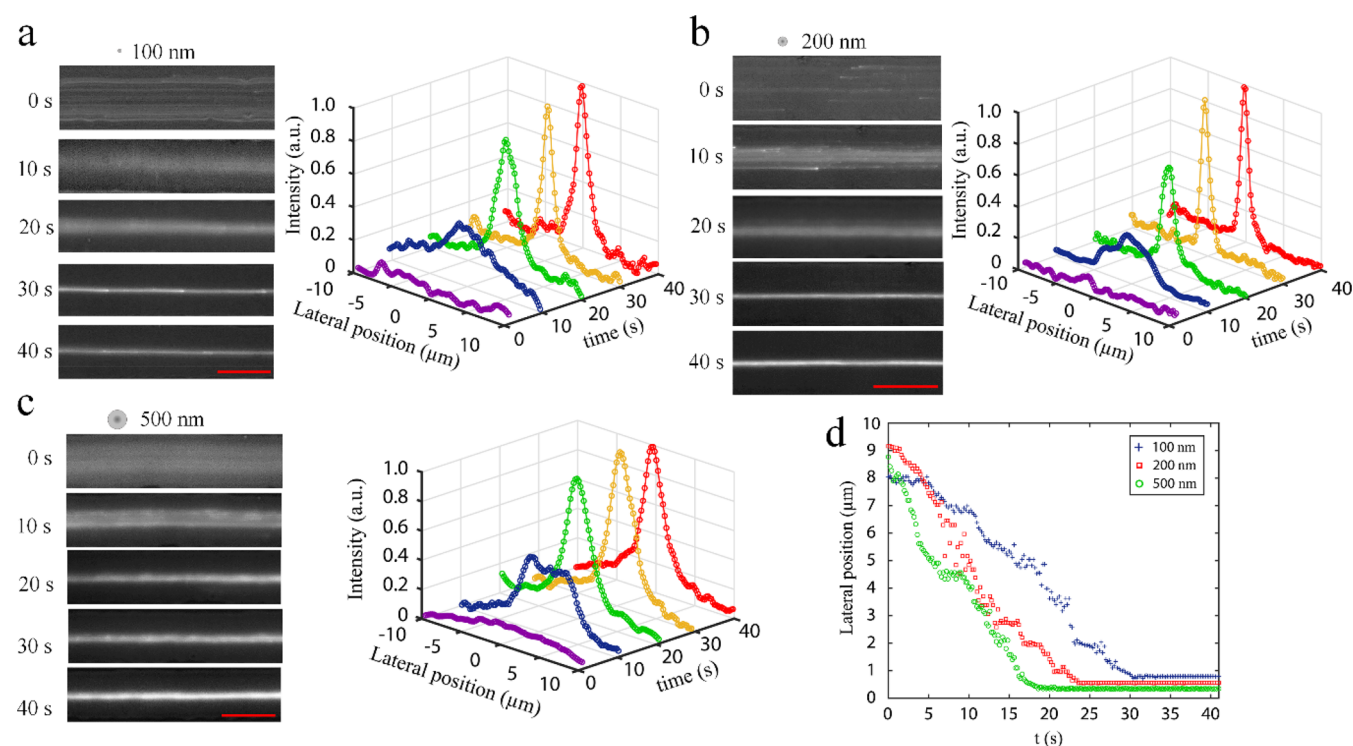 a
100 nm
0 s
10 s
20 s
30 s
40 s
Intensity (a.u.)
1.0
0.8
0.6
0.4
0.2
0
-10
-5
0
5
10
Lateral position (µm)
0
10
20
30
40
time (s)
b
200 nm
0 s
10 s
20 s
30 s
40 s
Intensity (a.u.)
1.0
0.8
0.6
0.4
0.2
0
-10
-5
0
5
10
Lateral position (µm)
0
10
20
30
40
time (s)
c
500 nm
0 s
10 s
20 s
30 s
40 s
Intensity (a.u.)
1.0
0.8
0.6
0.4
0.2
0
-10
-5
0
5
10
Lateral position (µm)
0
10
20
30
40
time (s)
d
Lateral position (µm)
10
9
8
7
6
5
4
3
2
1
0
100 nm
200 nm
500 nm
0 5 10 15 20 25 30 35 40
t (s)